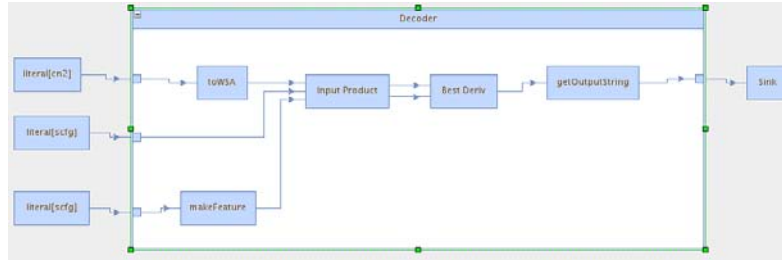 Decoder
literal[cn2]
toWSA
Input Product
Best Deriv
getOutputString
Sink
literal[scfg]
literal[scfg]
makeFeature